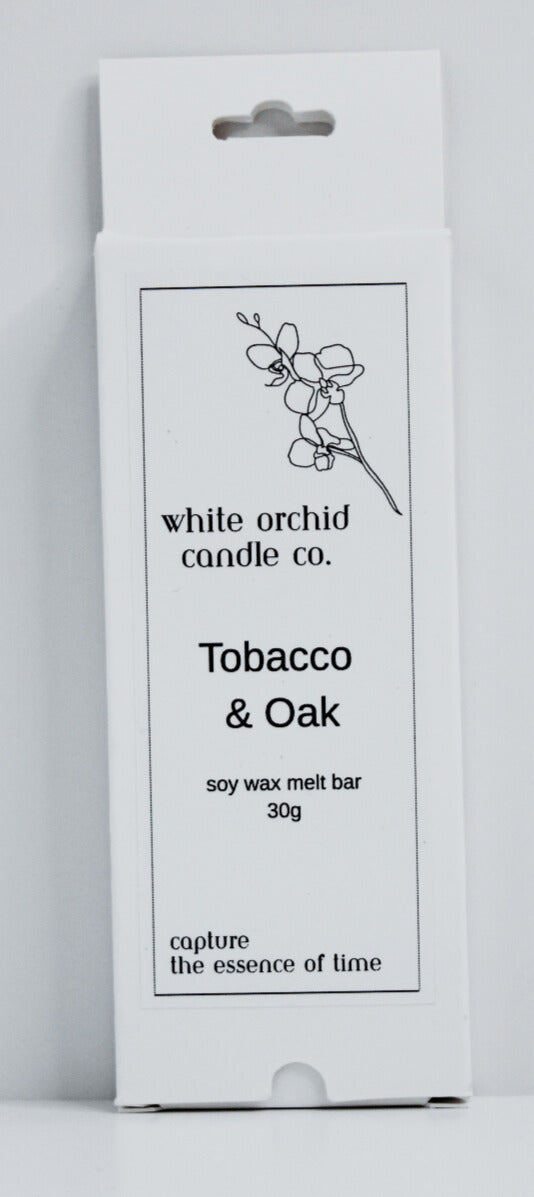 white orchid
candle co.
Tobacco
& Oak
soy wax melt bar
30g
capture
the essence of time